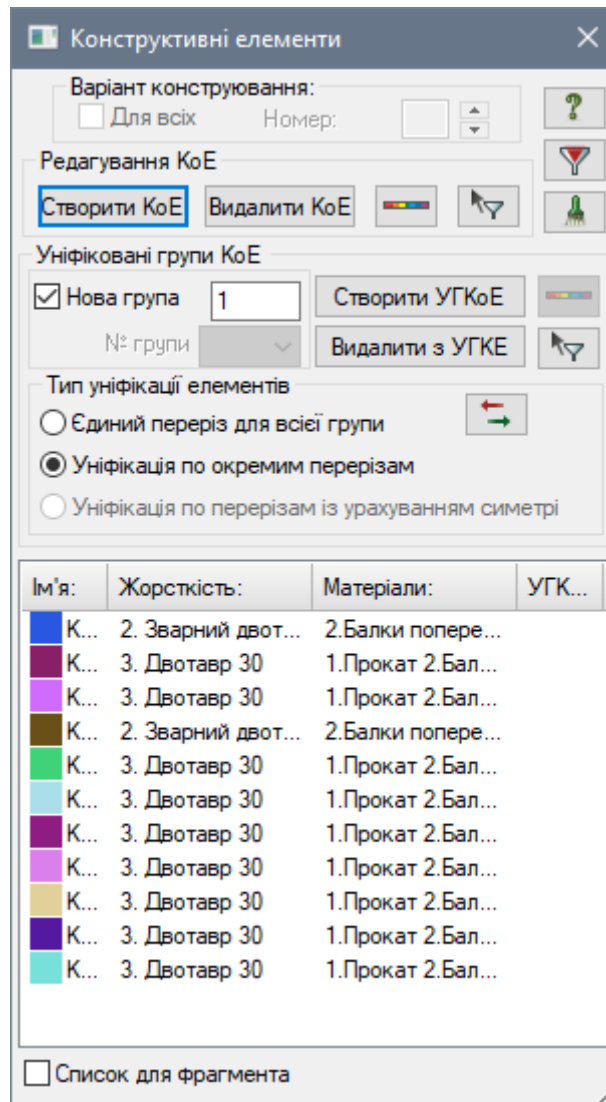 Конструктивні елементи
Варіант конструювання:
Для всіх Номер:
Редагування КоЕ
Створити КоЕ Видалити КоЕ
Уніфіковані групи КоЕ
Нова група 1 Створити УГКоЕ
№ групи Видалити з УГКЕ
Тип уніфікації елементів
Єдиний переріз для всієї групи
Уніфікація по окремим перерізам
Уніфікація по перерізам із урахуванням симетрі
Ім'я: Жорсткість: Матеріали: УГК...
К... 2. Зварний двот... 2.Балки попере...
К... 3. Двотавр 30 1.Прокат 2.Бал...
К... 3. Двотавр 30 1.Прокат 2.Бал...
К... 2. Зварний двот... 2.Балки попере...
К... 3. Двотавр 30 1.Прокат 2.Бал...
К... 3. Двотавр 30 1.Прокат 2.Бал...
К... 3. Двотавр 30 1.Прокат 2.Бал...
К... 3. Двотавр 30 1.Прокат 2.Бал...
К... 3. Двотавр 30 1.Прокат 2.Бал...
К... 3. Двотавр 30 1.Прокат 2.Бал...
К... 3. Двотавр 30 1.Прокат 2.Бал...
Список для фрагмента